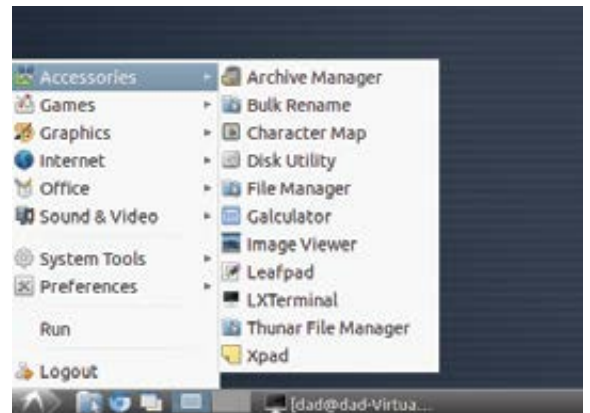 Accessories
Games
Graphics
Internet
Office
Sound & Video
System Tools
Preferences
Run
Logout
Archive Manager
Bulk Rename
Character Map
Disk Utility
File Manager
Galculator
Image Viewer
Leafpad
LXTerminal
Thunar File Manager
Xpad
[dad@dad-Virtua...